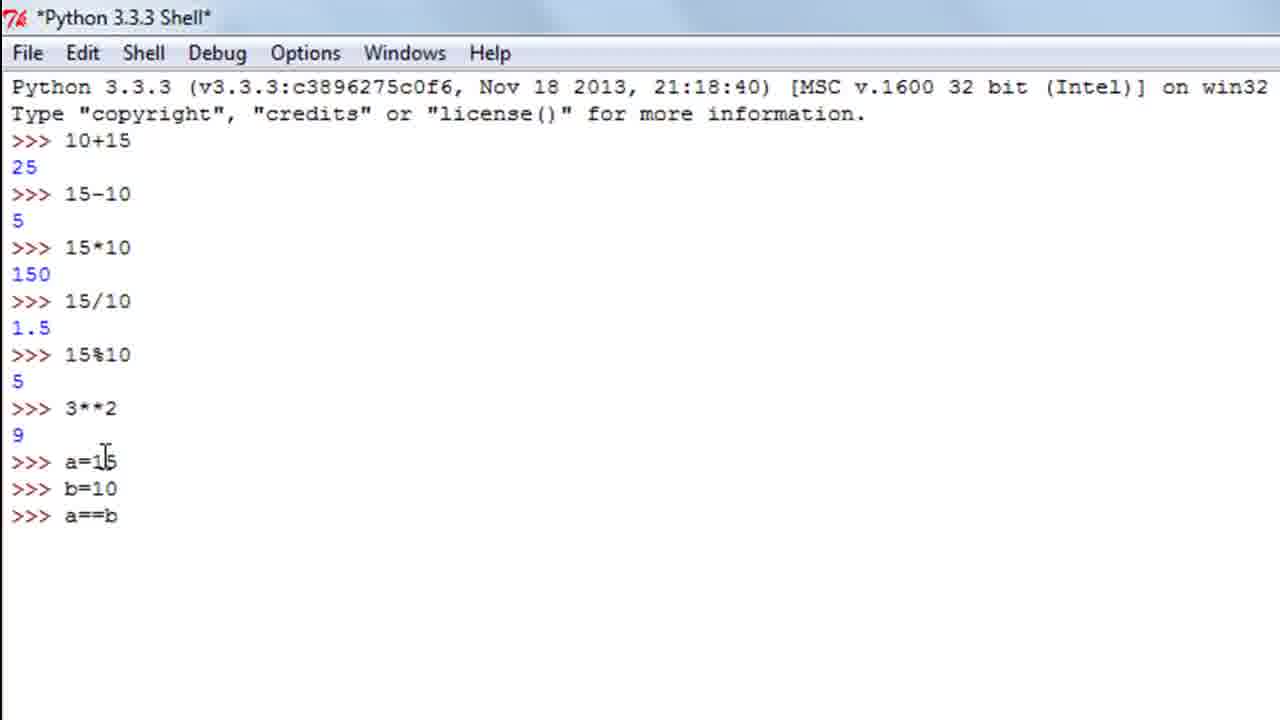 *Python 3.3.3 Shell*
File Edit Shell Debug Options Windows Help
Python 3.3.3 (v3.3.3:c3896275c0f6, Nov 18 2013, 21:18:40) [MSC v.1600 32 bit (Intel)] on win32
Type "copyright", "credits" or "license()" for more information.
>>> 10+15
25
>>> 15-10
5
>>> 15*10
150
>>> 15/10
1.5
>>> 15%10
5
>>> 3**2
9
>>> a=15
>>> b=10
>>> a==b